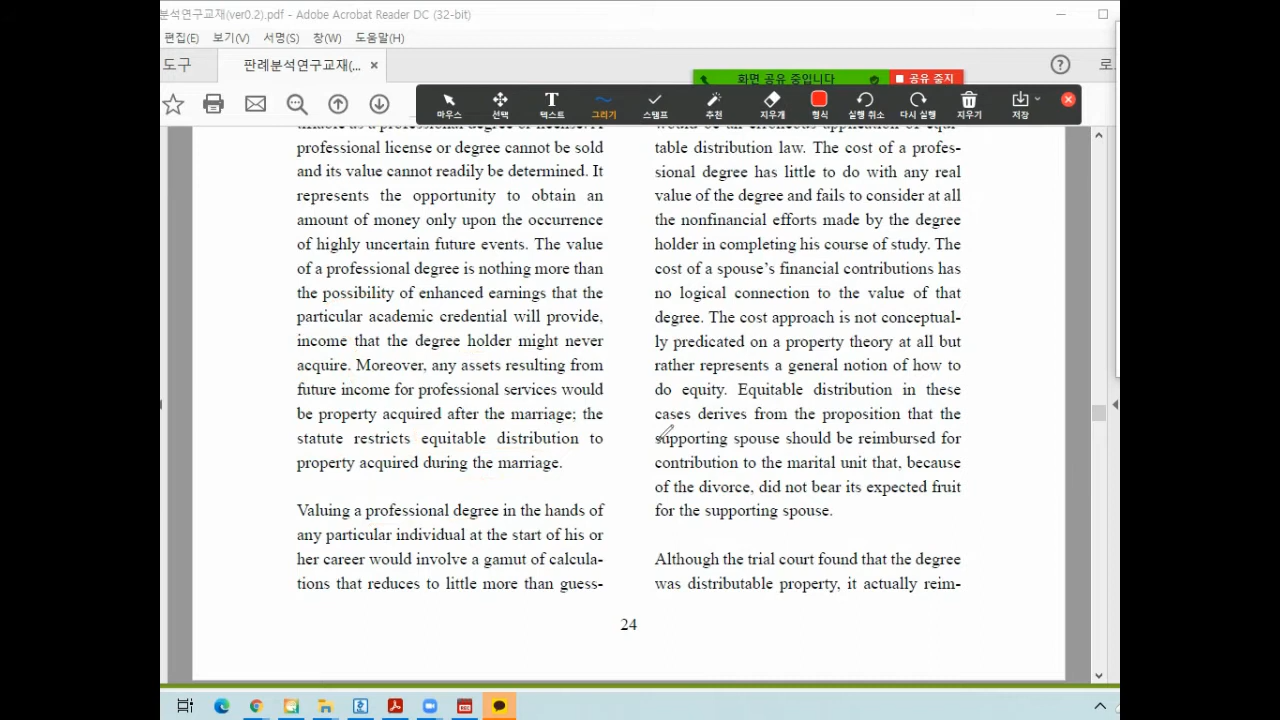 분석연구교재(ver0.2).pdf - Adobe Acrobat Reader DC (32-bit)
편집(E) 보기(V) 서명(S) 창(W) 도움말(H)
도구 판례분석연구교재(... × ? 로
화면 공유 중입니다 공유 중지
마우스 선택 텍스트 그리기 스탬프 추천 지우개 형식 실행 취소 다시 실행 지우기 저장
professional license or degree cannot be sold
and its value cannot readily be determined. It
represents the opportunity to obtain an
amount of money only upon the occurrence
of highly uncertain future events. The value
of a professional degree is nothing more than
the possibility of enhanced earnings that the
particular academic credential will provide,
income that the degree holder might never
acquire. Moreover, any assets resulting from
future income for professional services would
be property acquired after the marriage; the
statute restricts equitable distribution to
property acquired during the marriage.
Valuing a professional degree in the hands of
any particular individual at the start of his or
her career would involve a gamut of calcula-
tions that reduces to little more than guess-
would be an erroneous application of equi-
table distribution law. The cost of a profes-
sional degree has little to do with any real
value of the degree and fails to consider at all
the nonfinancial efforts made by the degree
holder in completing his course of study. The
cost of a spouse's financial contributions has
no logical connection to the value of that
degree. The cost approach is not conceptual-
ly predicated on a property theory at all but
rather represents a general notion of how to
do equity. Equitable distribution in these
cases derives from the proposition that the
supporting spouse should be reimbursed for
contribution to the marital unit that, because
of the divorce, did not bear its expected fruit
for the supporting spouse.
Although the trial court found that the degree
was distributable property, it actually reim-
24